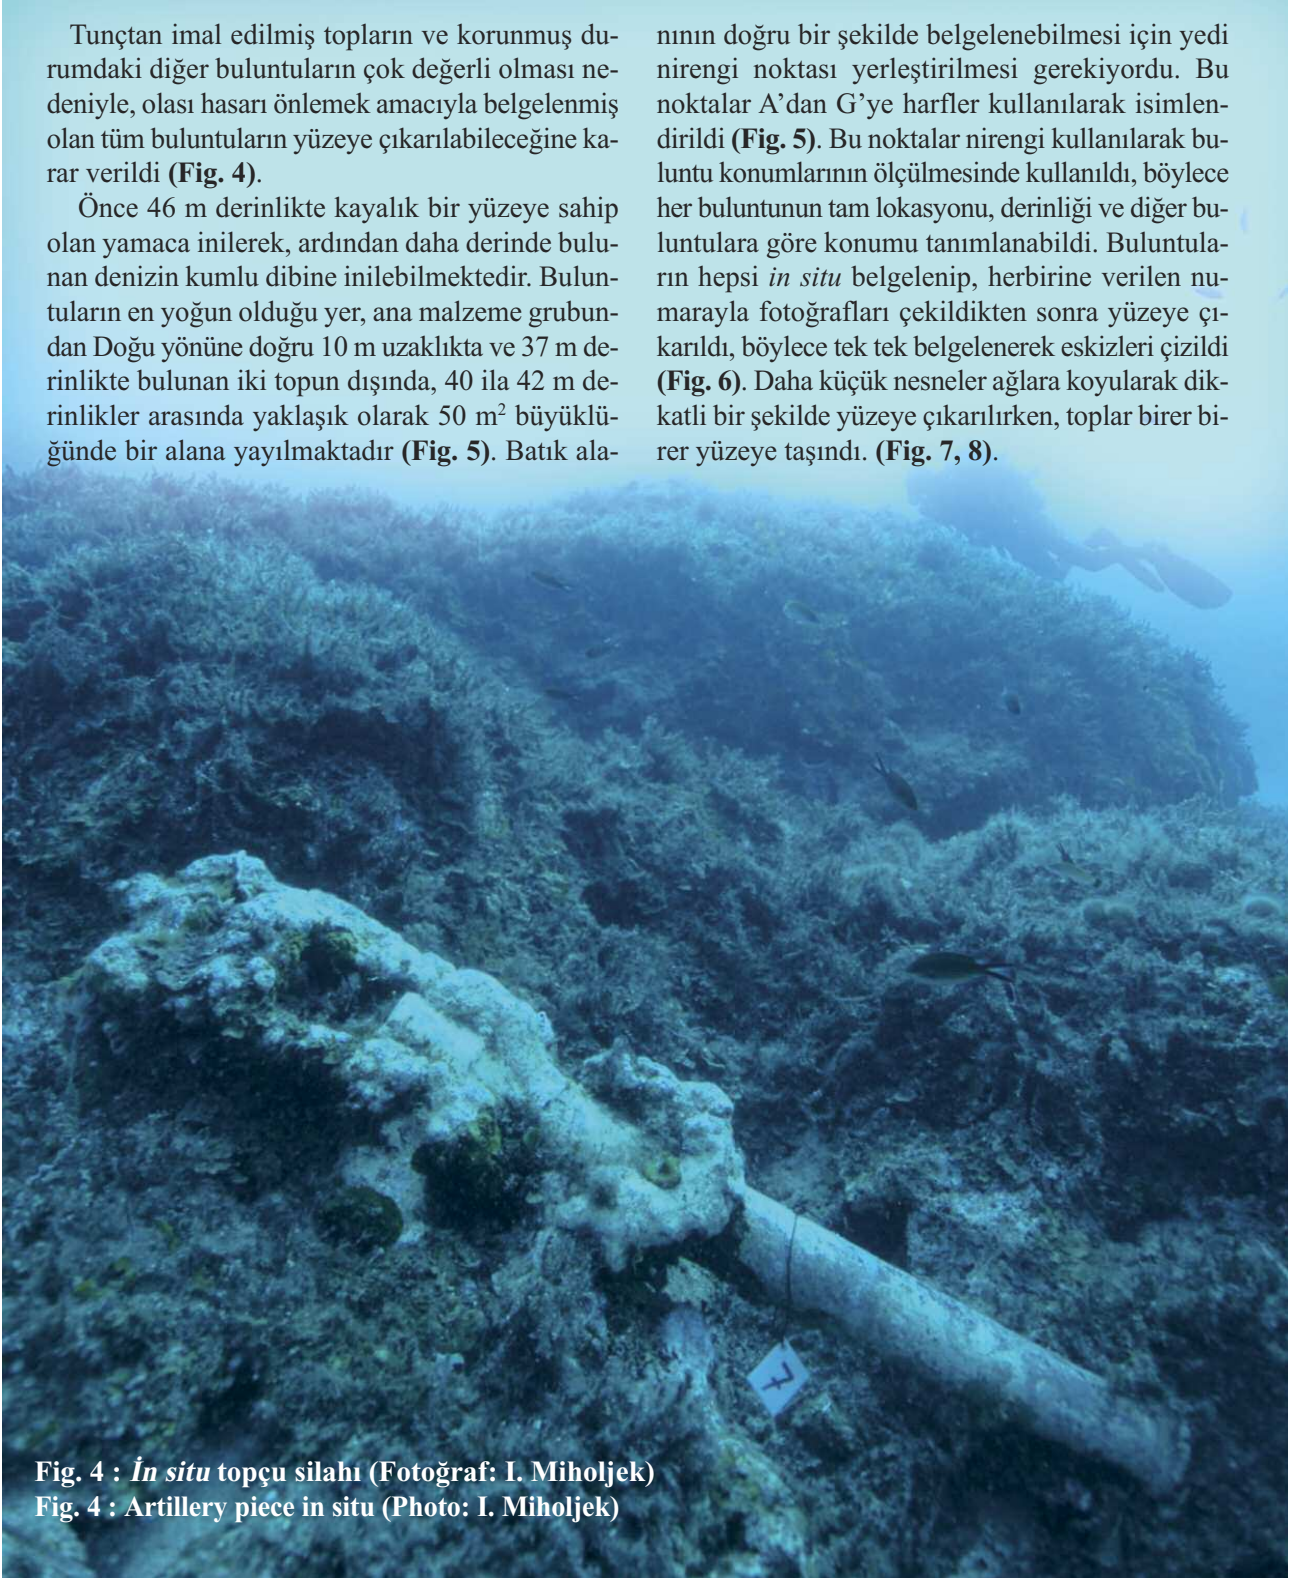 Tunçtan imal edilmiş topların ve korunmuş du-
rumdaki diğer buluntuların çok değerli olması ne-
deniyle, olası hasarı önlemek amacıyla belgelenmiş
olan tüm buluntuların yüzeye çıkarılabileceğine ka-
rar verildi (Fig. 4).
Önce 46 m derinlikte kayalık bir yüzeye sahip
olan yamaca inilerek, ardından daha derinde bulu-
nan denizin kumlu dibine inilebilmektedir. Bulun-
tuların en yoğun olduğu yer, ana malzeme grubun-
dan Doğu yönüne doğru 10 m uzaklıkta ve 37 m de-
rinlikte bulunan iki topun dışında, 40 ila 42 m de-
rinlikler arasında yaklaşık olarak 50 m² büyüklü-
ğünde bir alana yayılmaktadır (Fig. 5). Batık ala-
nının doğru bir şekilde belgelenebilmesi için yedi
nirengi noktası yerleştirilmesi gerekiyordu. Bu
noktalar A’dan G’ye harfler kullanılarak isimlen-
dirildi (Fig. 5). Bu noktalar nirengi kullanılarak bu-
luntu konumlarının ölçülmesinde kullanıldı, böylece
her buluntunun tam lokasyonu, derinliği ve diğer bu-
luntulara göre konumu tanımlanabildi. Buluntula-
rın hepsi in situ belgelenip, herbirine verilen nu-
marayla fotoğrafları çekildikten sonra yüzeye çı-
karıldı, böylece tek tek belgelenerek eskizleri çizildi
(Fig. 6). Daha küçük nesneler ağlara koyularak dik-
katli bir şekilde yüzeye çıkarılırken, toplar birer bi-
rer yüzeye taşındı. (Fig. 7, 8).
7
Fig. 4 : İn situ topçu silahı (Fotoğraf: I. Miholjek)
Fig. 4 : Artillery piece in situ (Photo: I. Miholjek)